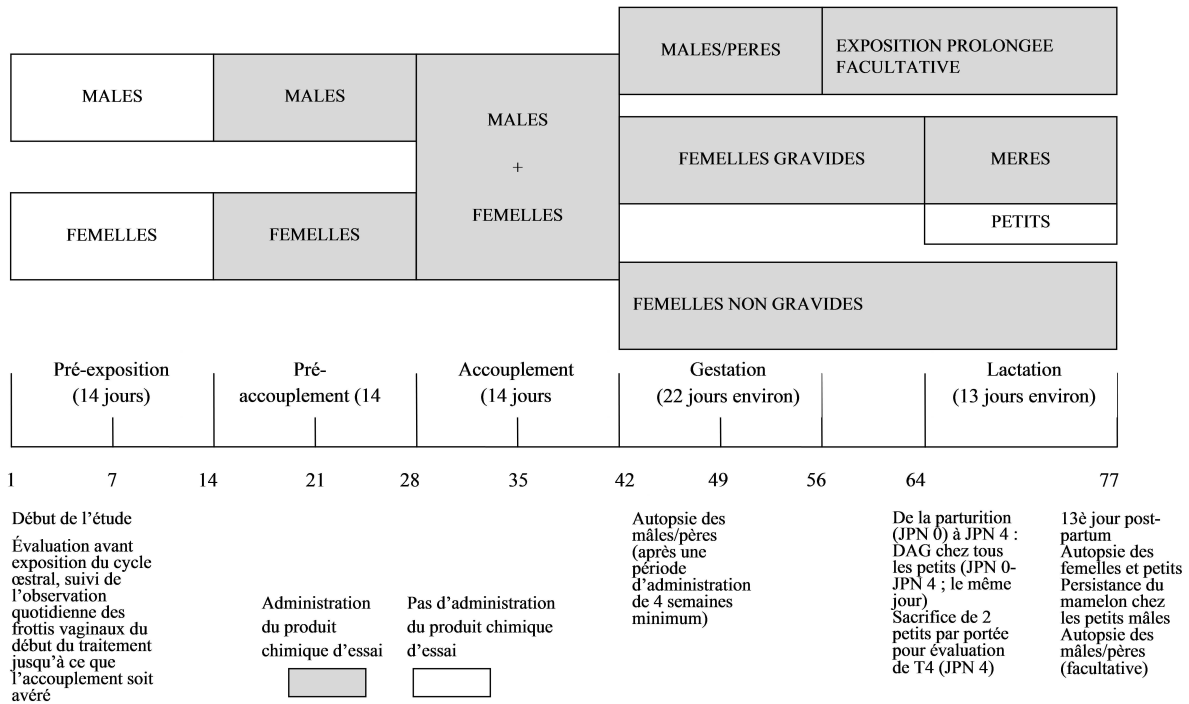 MALES
MALES
MALES
+
FEMELLES
MALES/PERES
EXPOSITION PROLONGEE
FACULTATIVE
FEMELLES GRAVIDES
MERES
PETITS
FEMELLES
FEMELLES
FEMELLES NON GRAVIDES
Pré-exposition
(14 jours)
Pré-
accouplement (14
Accouplement
(14 jours
Gestation
(22 jours environ)
Lactation
(13 jours environ)
1
7
14
21
28
35
42
49
56
64
77
Début de l’étude
Évaluation avant
exposition du cycle
œstral, suivi de
l’observation
quotidienne des
frottis vaginaux du
début du traitement
jusqu’à ce que
l’accouplement soit
avéré
Administration
du produit
chimique d’essai
Pas d’administration
du produit chimique
d’essai
Autopsie des
mâles/pères
(après une
période
d’administration
de 4 semaines
minimum)
De la parturition
(JPN 0) à JPN 4 :
DAG chez tous
les petits (JPN 0-
JPN 4 ; le même
jour)
Sacrifice de 2
petits par portée
pour évaluation
de T4 (JPN 4)
13è jour post-
partum
Autopsie des
femelles et petits
Persistance du
mamelon chez
les petits mâles
Autopsie des
mâles/pères
(facultative)